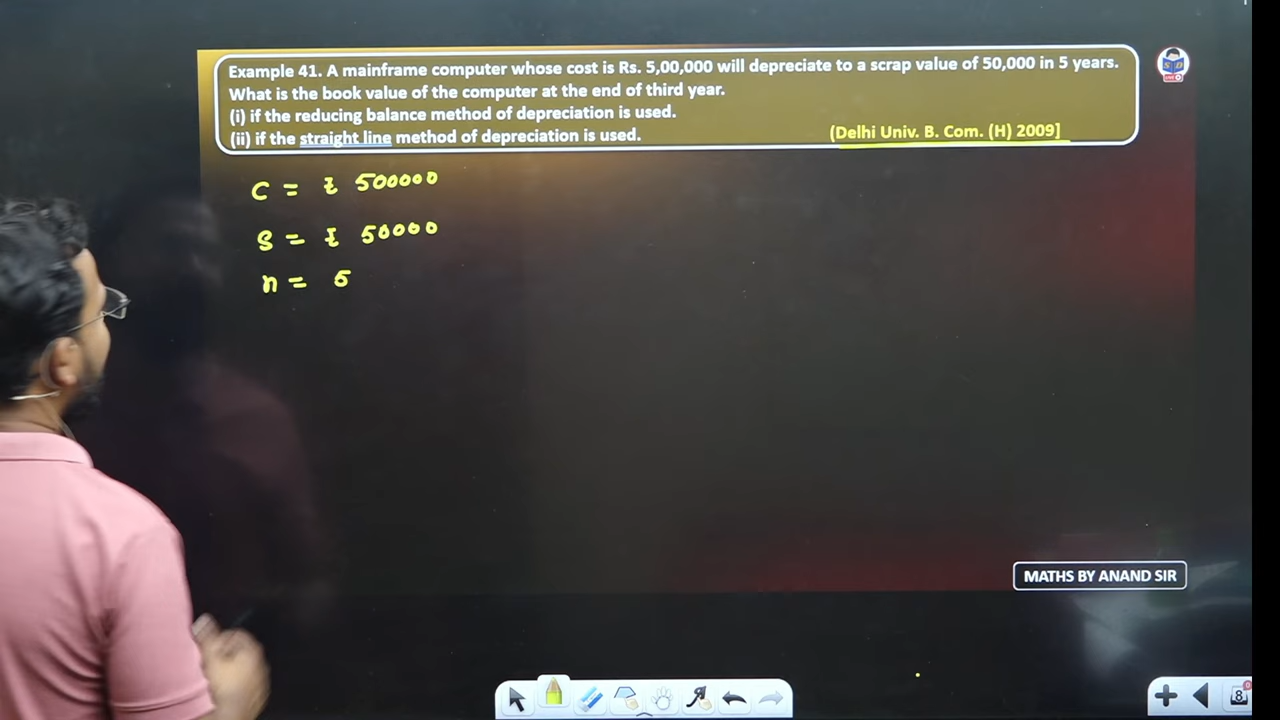 Example 41. A mainframe computer whose cost is Rs. 5,00,000 will depreciate to a scrap value of 50,000 in 5 years.
What is the book value of the computer at the end of third year.
(i) if the reducing balance method of depreciation is used.
(ii) if the straight line method of depreciation is used. (Delhi Univ. B. Com. (H) 2009]
C = ₹ 500000
S = ₹ 50000
n = 5
MATHS BY ANAND SIR
8